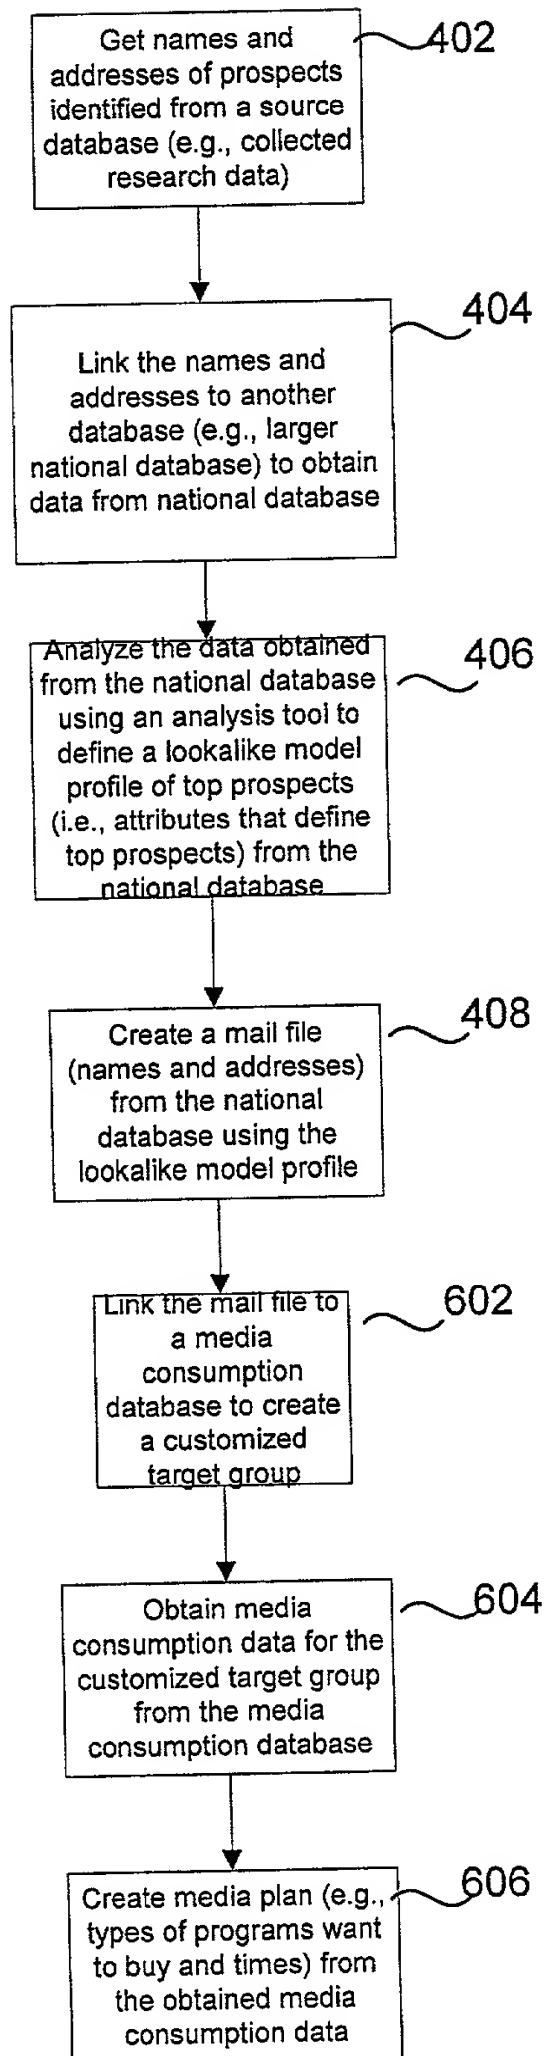 Get names and
402
addresses of prospects
identified from a source
database (e.g., collected
research data)
404
Link the names and
addresses to another
database (e.g., larger
national database) to obtain
data from national database
Analyze the data obtained
406
from the national database
using an analysis tool to
define a lookalike model
profile of top prospects
(i.e., attributes that define
top prospects) from the
national database
408
Create a mail file
(names and addresses)
from the national
database using the
lookalike model profile
Link the mail file to
602
a media
consumption
database to create
a customized
target group
604
Obtain media
consumption data for the
customized target group
from the media
consumption database
606
Create media plan (e.g.,
types of programs want
to buy and times) from
the obtained media
consumption data